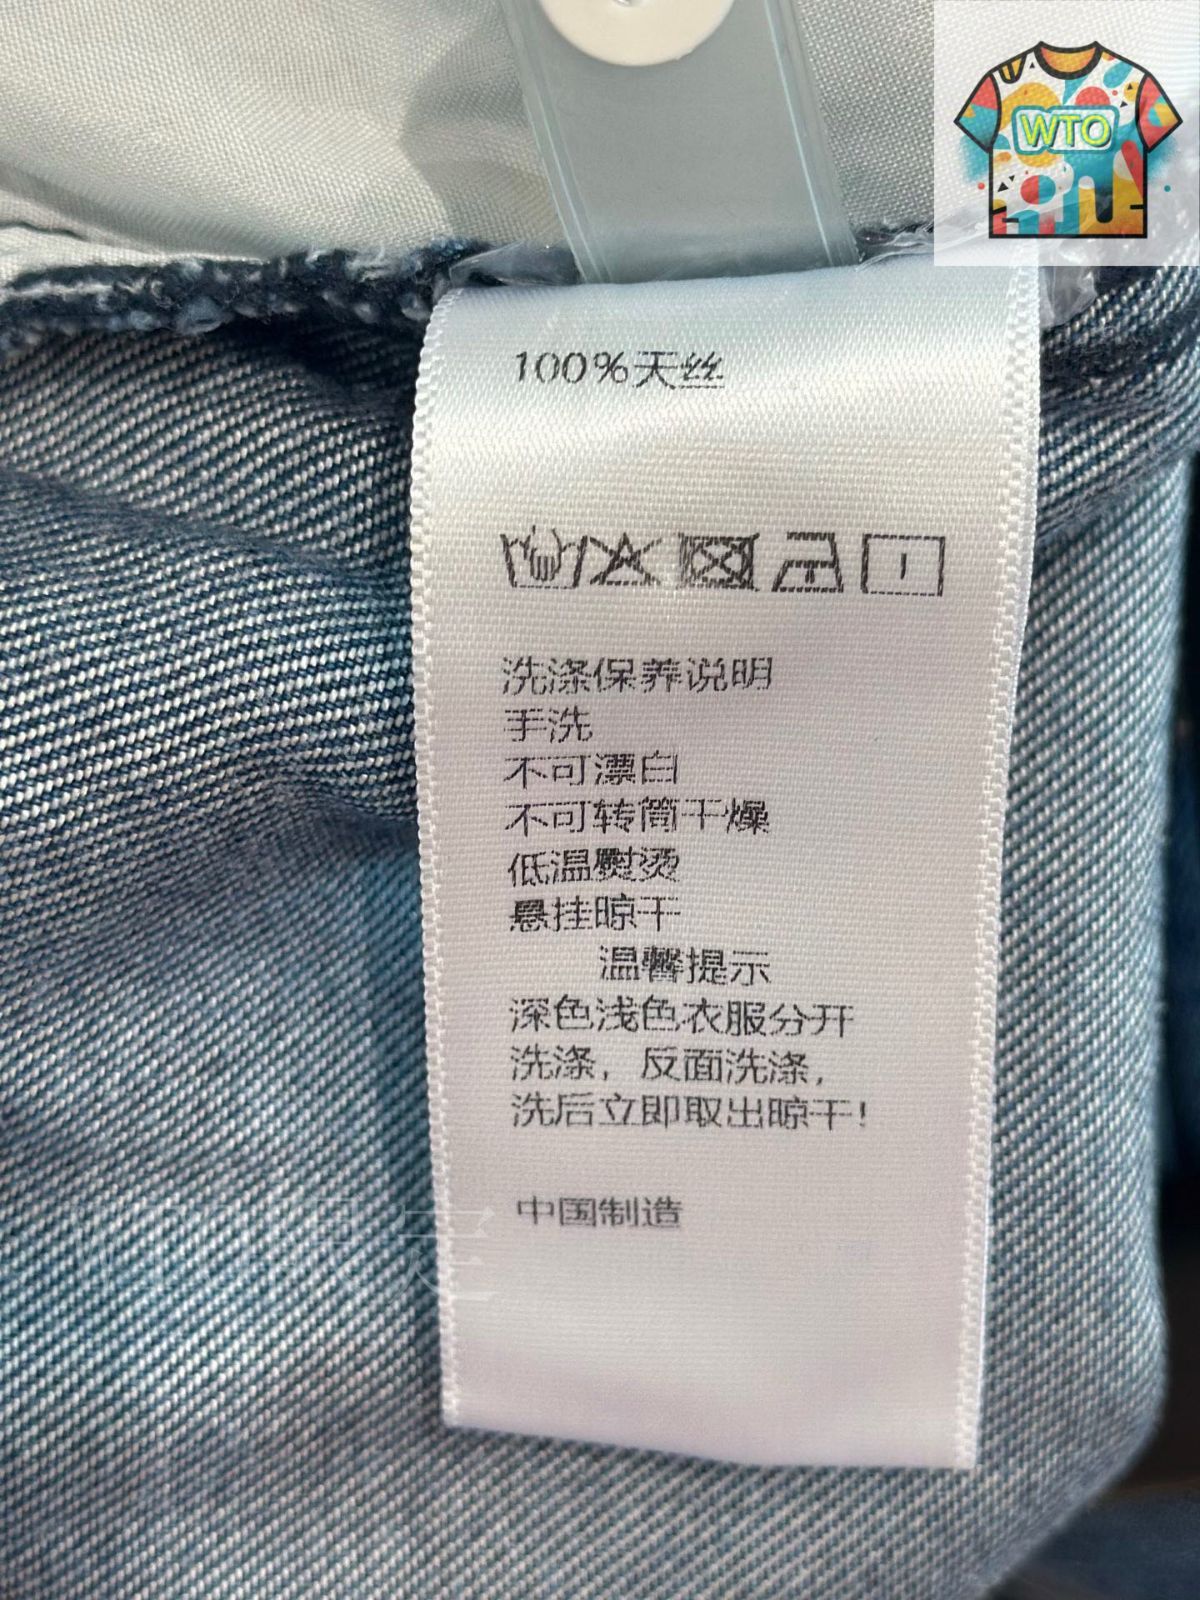 WTO
100%天丝
洗涤保养说明
手洗
不可漂白
不可转筒干燥
低温熨烫
悬挂晾干
温馨提示
深色浅色衣服分开
洗涤，反面洗涤，
洗后立即取出晾干！
中国制造